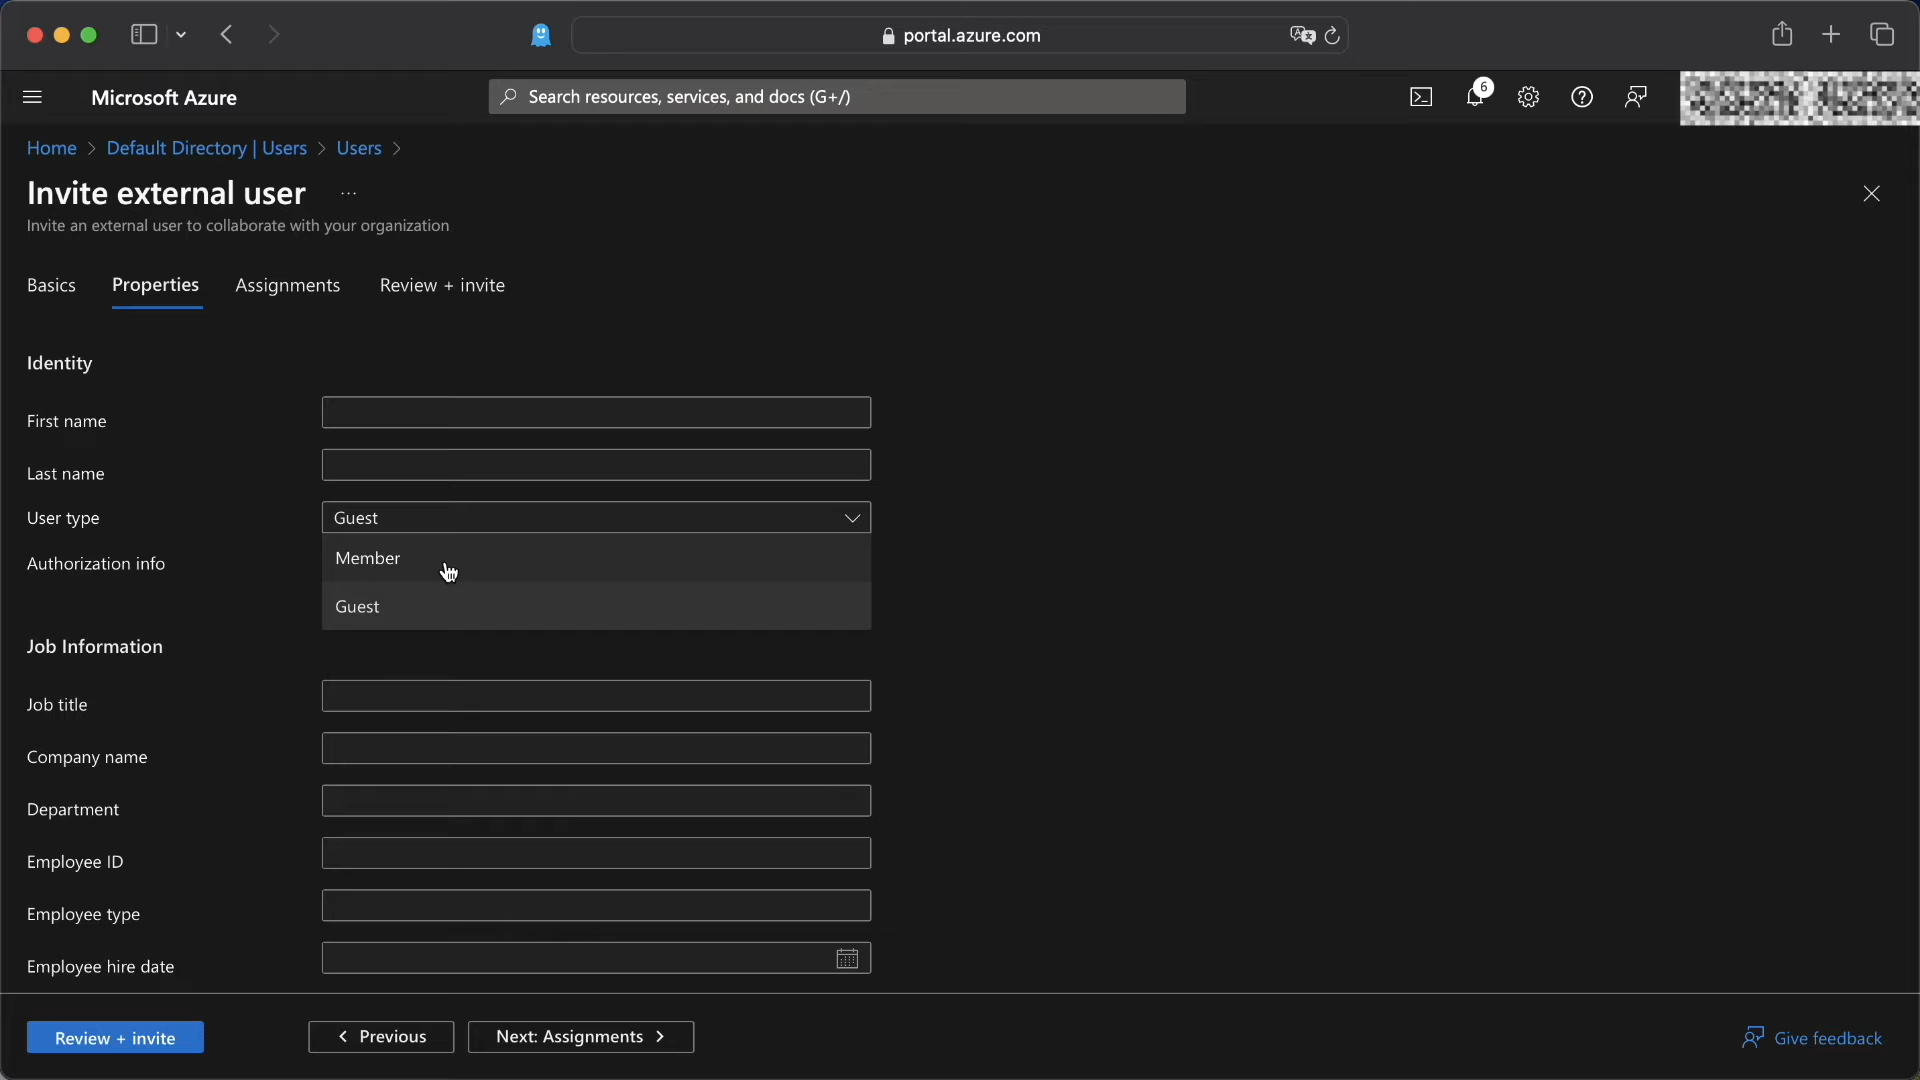 portal.azure.com
Microsoft Azure
Search resources, services, and docs (G+/)
6
Home > Default Directory | Users > Users >
Invite external user ...
Invite an external user to collaborate with your organization
Basics Properties Assignments Review + invite
Identity
First name
Last name
User type Guest
Member
Authorization info
Guest
Job Information
Job title
Company name
Department
Employee ID
Employee type
Employee hire date
Review + invite < Previous Next: Assignments > Give feedback